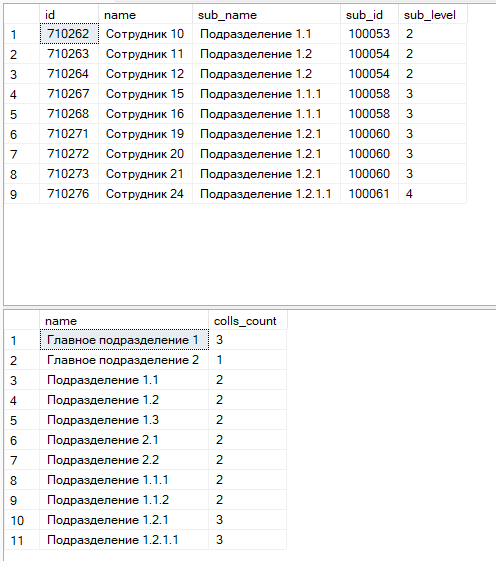 id name sub_name sub_id sub_level
1 710262 Сотрудник 10 Подразделение 1.1 100053 2
2 710263 Сотрудник 11 Подразделение 1.2 100054 2
3 710264 Сотрудник 12 Подразделение 1.2 100054 2
4 710267 Сотрудник 15 Подразделение 1.1.1 100058 3
5 710268 Сотрудник 16 Подразделение 1.1.1 100058 3
6 710271 Сотрудник 19 Подразделение 1.2.1 100060 3
7 710272 Сотрудник 20 Подразделение 1.2.1 100060 3
8 710273 Сотрудник 21 Подразделение 1.2.1 100060 3
9 710276 Сотрудник 24 Подразделение 1.2.1.1 100061 4
name colls_count
1 Главное подразделение 1 3
2 Главное подразделение 2 1
3 Подразделение 1.1 2
4 Подразделение 1.2 2
5 Подразделение 1.3 2
6 Подразделение 2.1 2
7 Подразделение 2.2 2
8 Подразделение 1.1.1 2
9 Подразделение 1.1.2 2
10 Подразделение 1.2.1 3
11 Подразделение 1.2.1.1 3